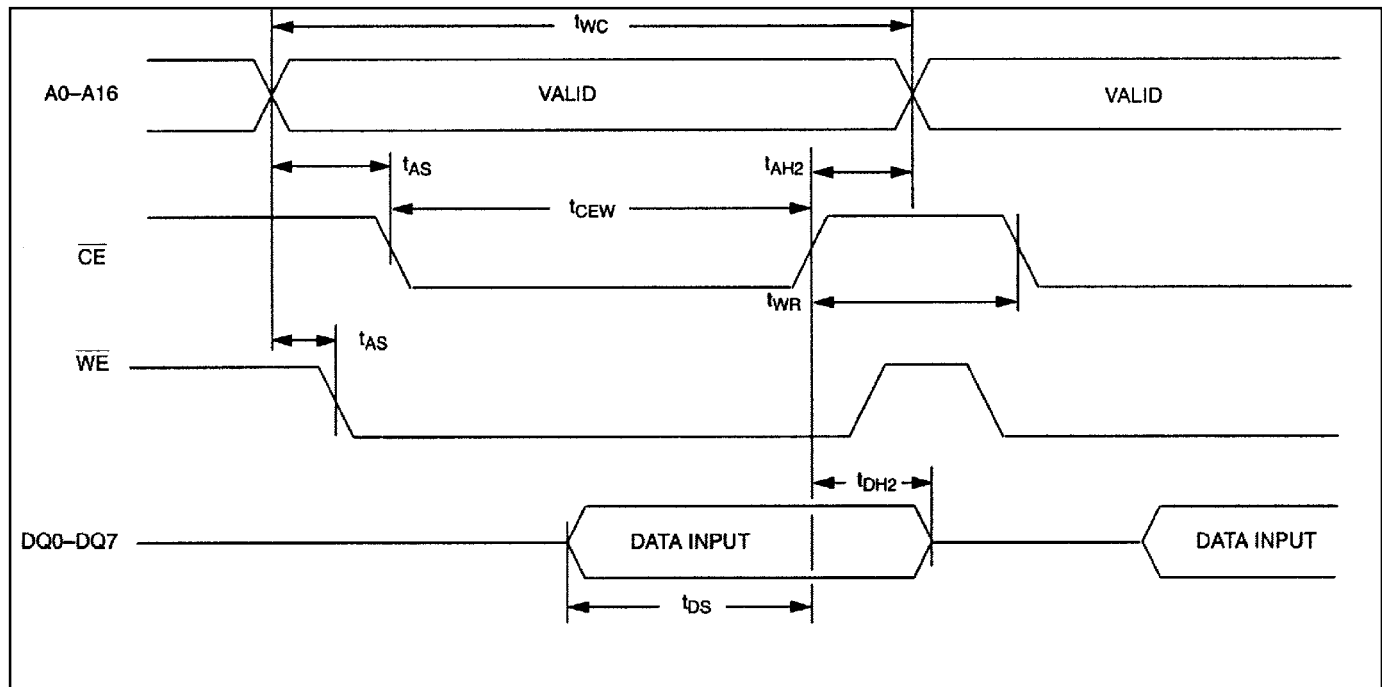 tWC
A0–A16
VALID
VALID
tAS
tAH2
tCEW
CE
tWR
tAS
WE
tDH2
DQ0–DQ7
DATA INPUT
DATA INPUT
tDS